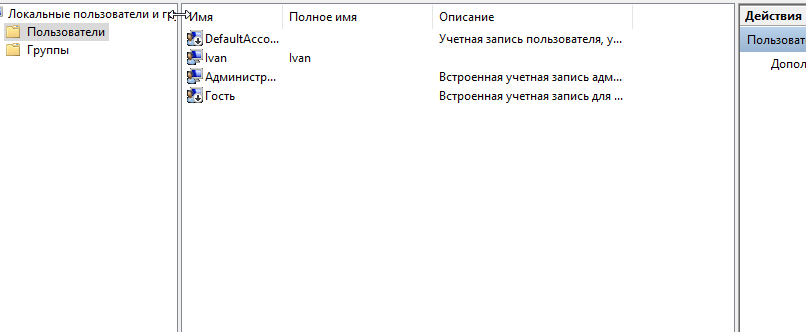 Локальные пользователи и гр
Пользователи
Группы
Имя Полное имя Описание
DefaultAcco... Учетная запись пользователя, у...
Ivan Ivan
Администр... Встроенная учетная запись адм...
Гость Встроенная учетная запись для ...
Действия
Пользоват
Допол